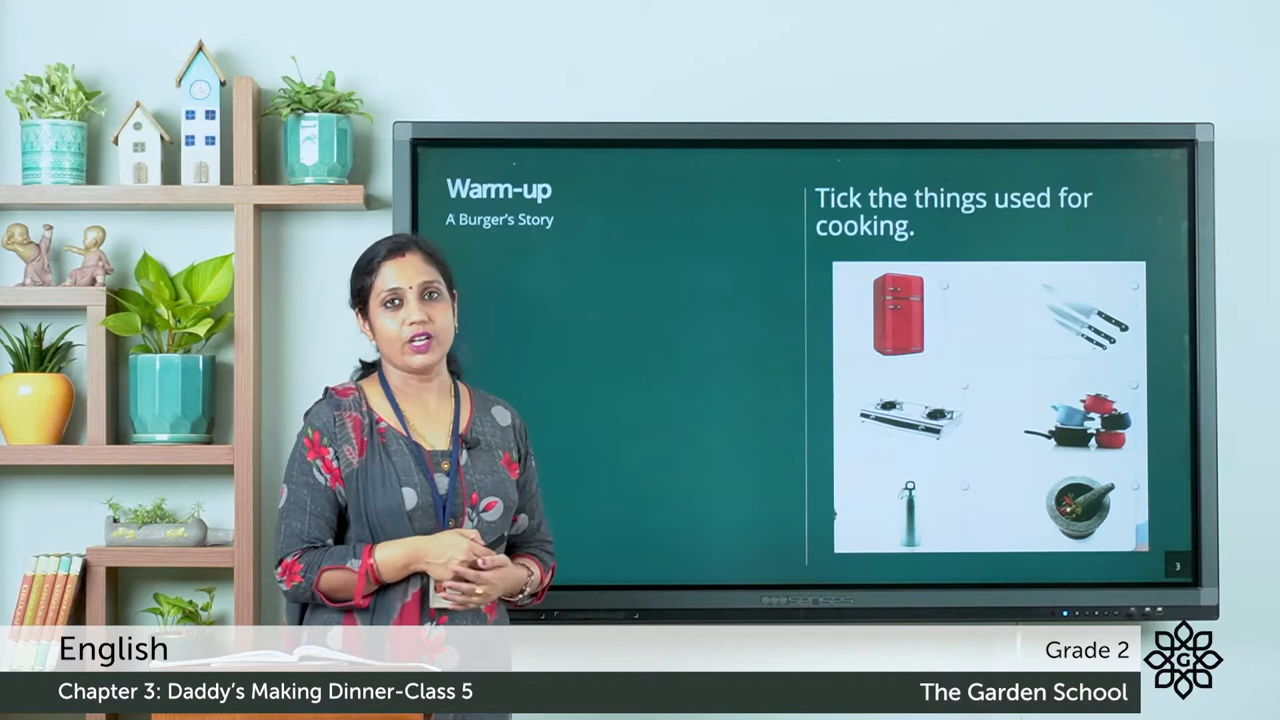 Warm-up
A Burger's Story
Tick the things used for
cooking.
3
English
Grade 2
Chapter 3: Daddy's Making Dinner-Class 5
The Garden School
G